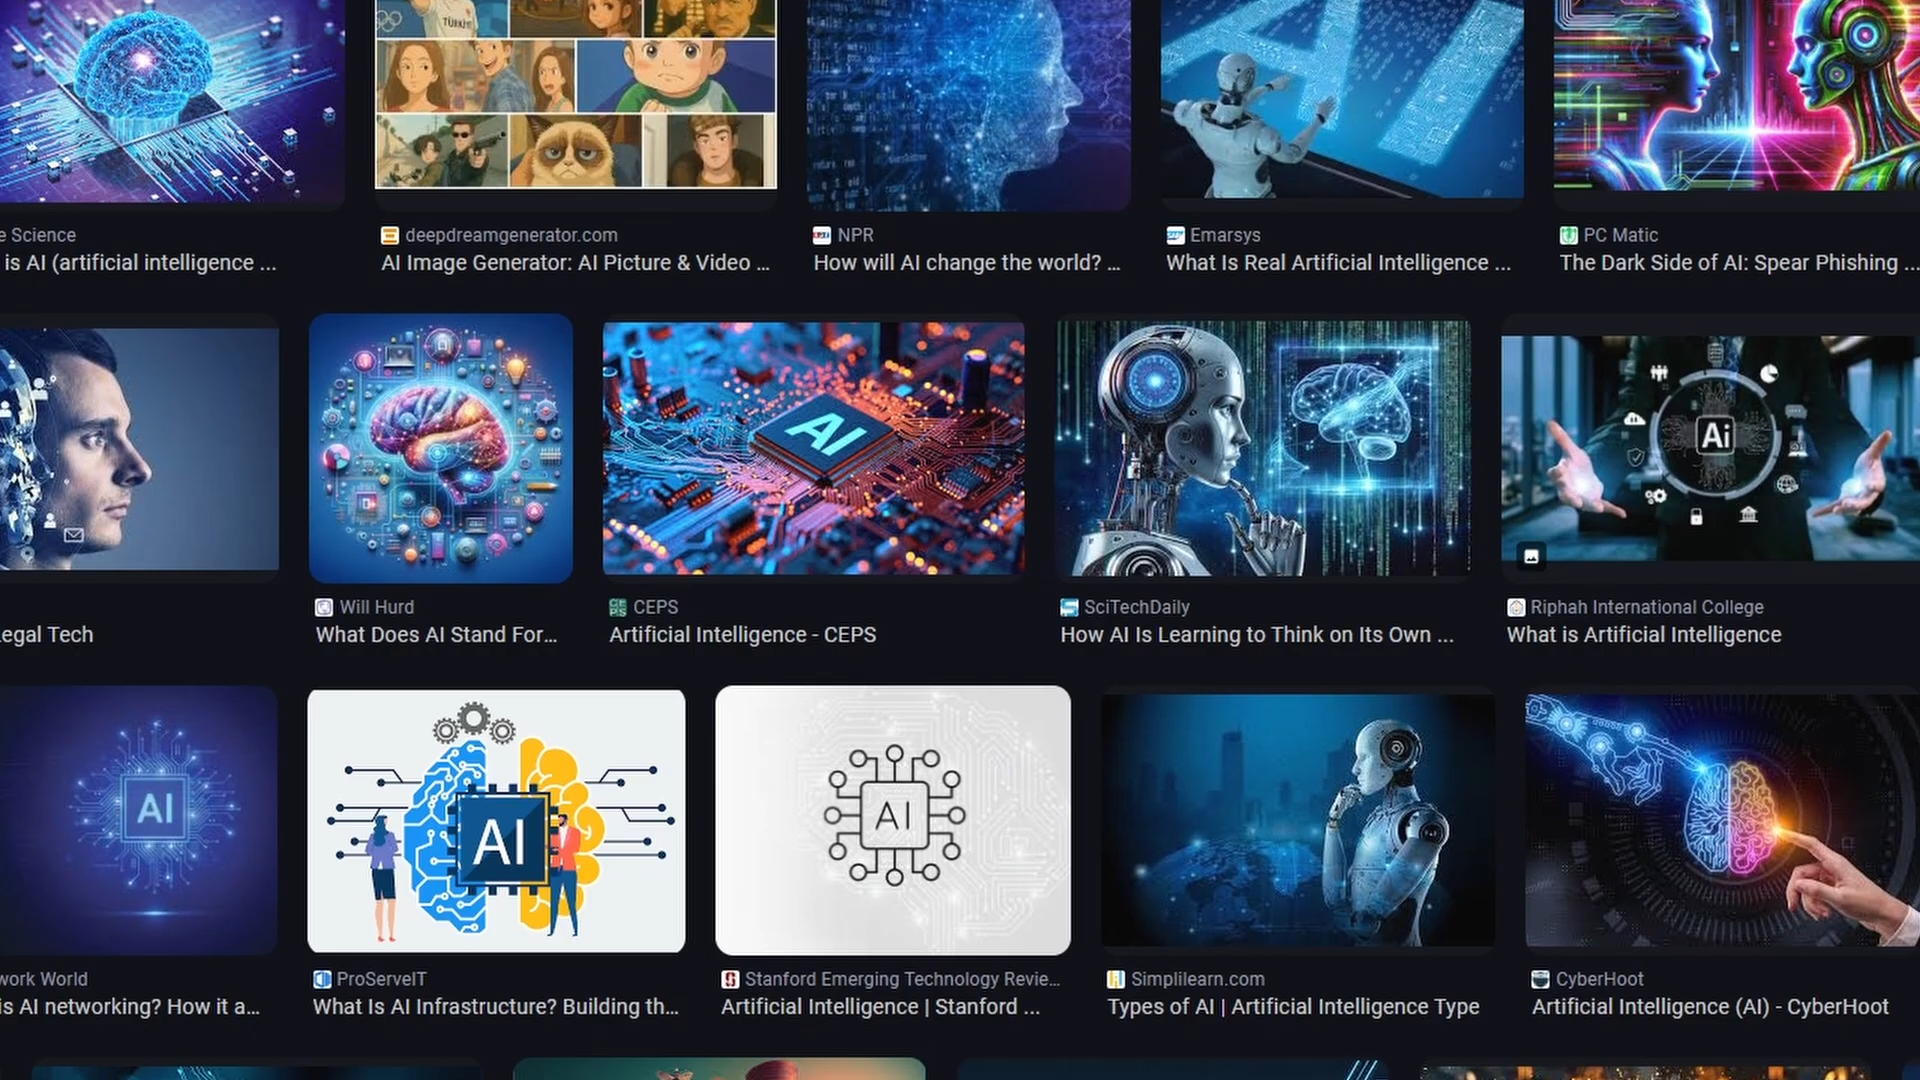 TÜRKİYE
AI
e Science
is AI (artificial intelligence ...
deepdreamgenerator.com
AI Image Generator: AI Picture & Video ...
NPR
How will AI change the world? ...
Emarsys
What Is Real Artificial Intelligence ...
PC Matic
The Dark Side of AI: Spear Phishing ...
AI
Ai
egal Tech
Will Hurd
What Does AI Stand For...
CEPS
Artificial Intelligence - CEPS
SciTechDaily
How AI Is Learning to Think on Its Own ...
Riphah International College
What is Artificial Intelligence
AI
AI
AI
work World
is AI networking? How it a...
ProServeIT
What Is AI Infrastructure? Building th...
Stanford Emerging Technology Revie...
Artificial Intelligence | Stanford ...
Simplilearn.com
Types of AI | Artificial Intelligence Type
CyberHoot
Artificial Intelligence (AI) - CyberHoot